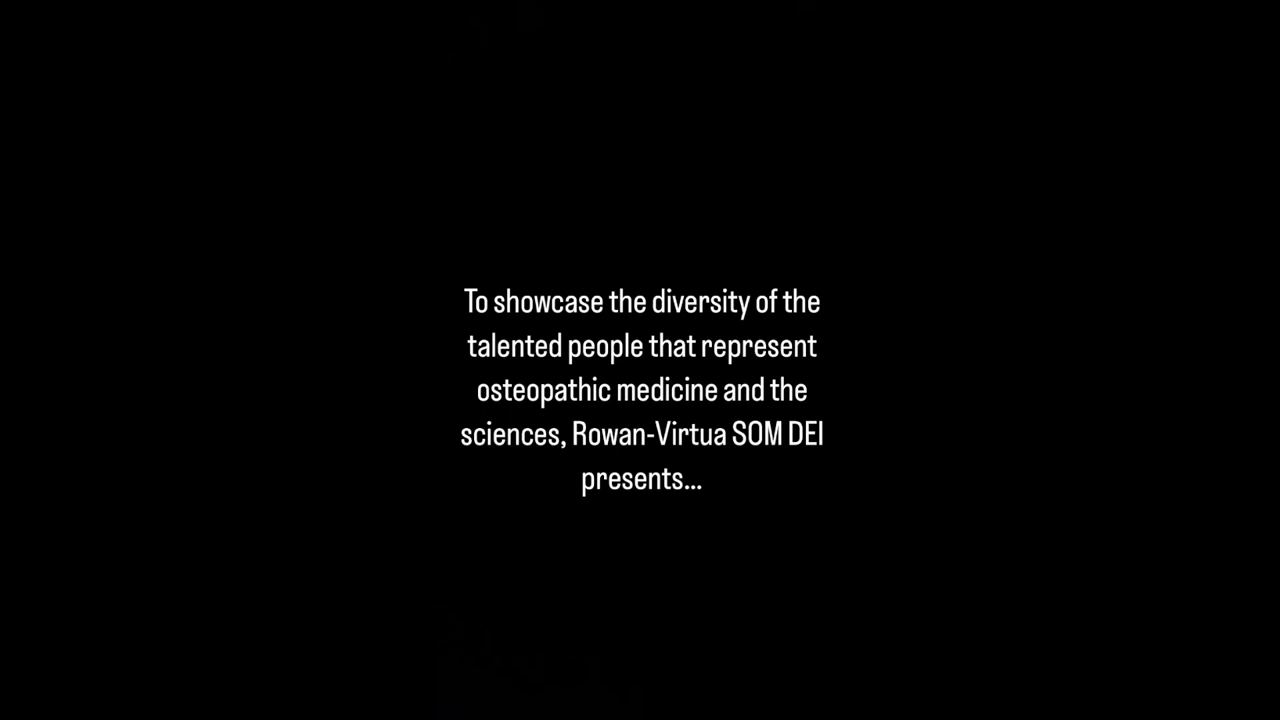 To showcase the diversity of the
talented people that represent
osteopathic medicine and the
sciences, Rowan-Virtua SOM DEI
presents...